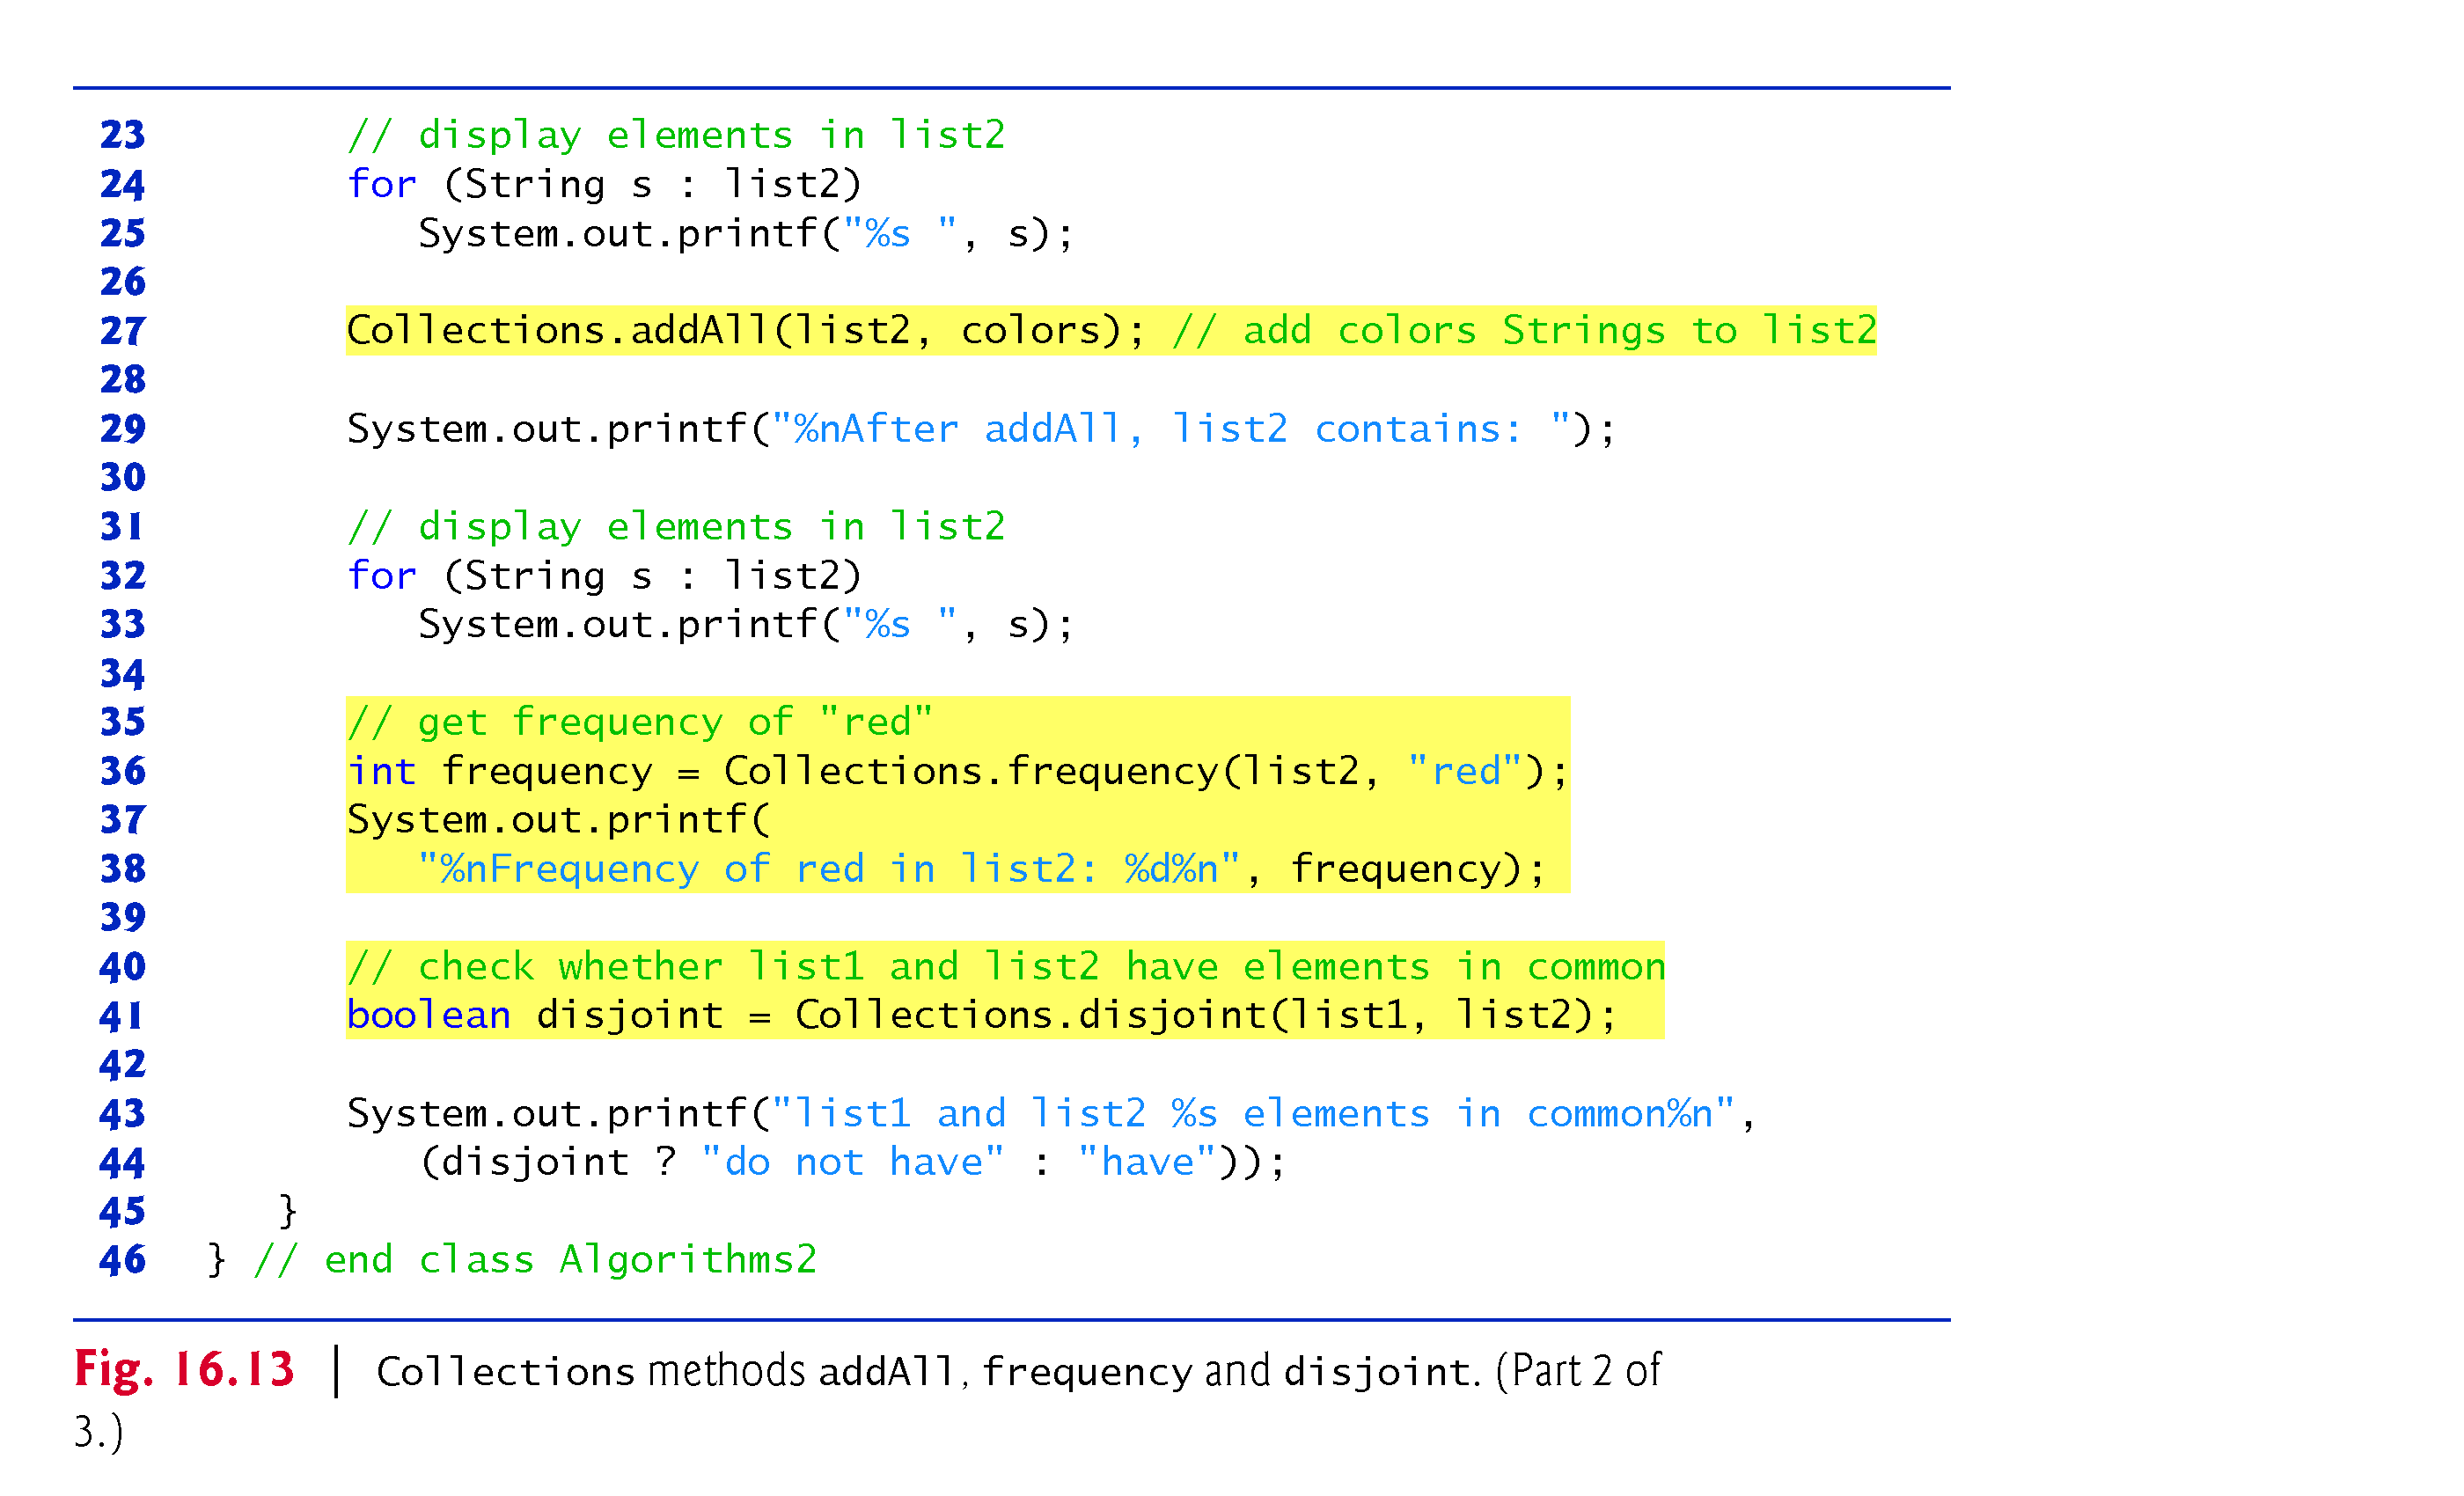 23 // display elements in list2
24 for (String s : list2)
25 System.out.printf("%s ", s);
26
27 Collections.addAll(list2, colors); // add colors Strings to list2
28
29 System.out.printf("%nAfter addAll, list2 contains: ");
30
31 // display elements in list2
32 for (String s : list2)
33 System.out.printf("%s ", s);
34
35 // get frequency of "red"
36 int frequency = Collections.frequency(list2, "red");
37 System.out.printf(
38 "%nFrequency of red in list2: %d%n", frequency);
39
40 // check whether list1 and list2 have elements in common
41 boolean disjoint = Collections.disjoint(list1, list2);
42
43 System.out.printf("list1 and list2 %s elements in common%n",
44 (disjoint ? "do not have" : "have"));
45 }
46 } // end class Algorithms2
Fig. 16.13 | Collections methods addAll, frequency and disjoint. (Part 2 of
3.)